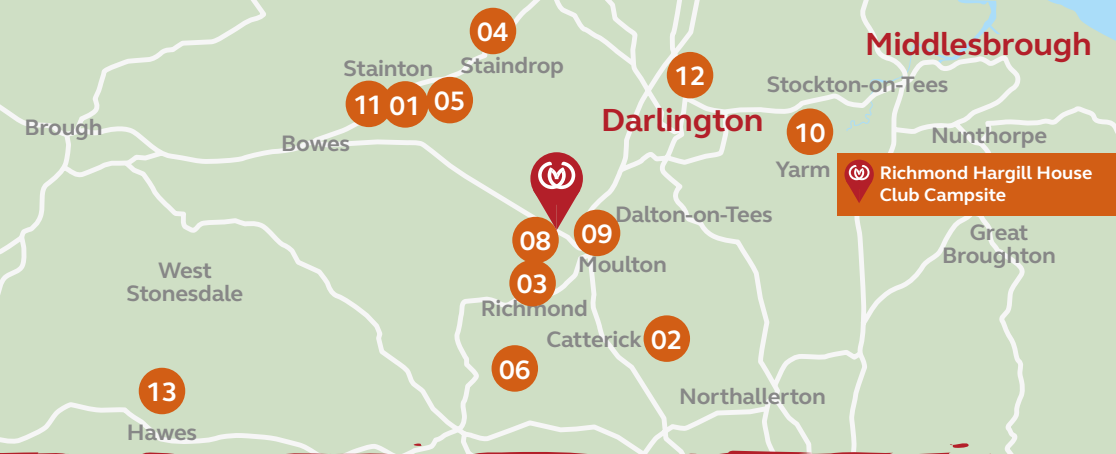 04
Middlesbrough
Stainton
Staindrop
12
Stockton-on-Tees
11
01
05
Darlington
10
Brough
Nunthorpe
Bowes
Yarm
Richmond Hargill House
Club Campsite
Dalton-on-Tees
08
09
Great
Broughton
Moulton
West
Stonesdale
03
Richmond
Catterick
02
06
13
Northallerton
Hawes